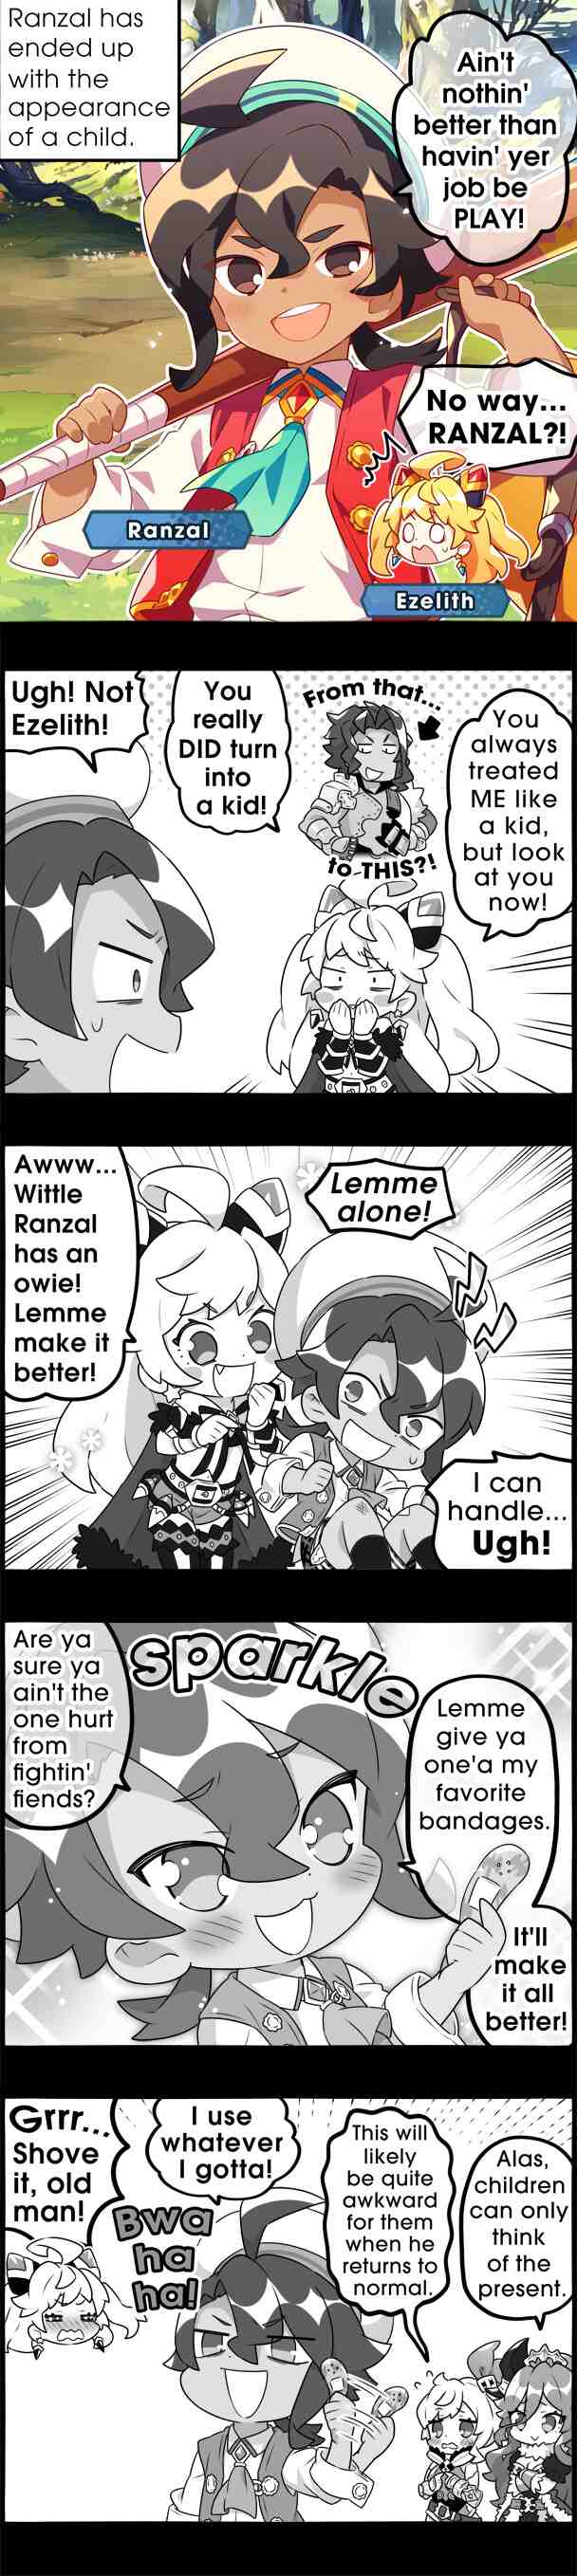 Ranzal has
ended up
with the
appearance
of a child.
Ain't
nothin'
better than
havin' yer
job be
PLAY!
No way...
RANZAL?!
Ranzal
Ezelith
Ugh! Not
Ezelith!
You
really
DID turn
into
a kid!
From that...
to THIS?!
You
always
treated
ME like
a kid,
but look
at you
now!
Awww...
Wittle
Ranzal
has an
owie!
Lemme
make it
better!
Lemme
alone!
I can
handle...
Ugh!
Are ya
sure ya
ain't the
one hurt
from
fightin'
fiends?
sparkle
Lemme
give ya
one'a my
favorite
bandages.
It'll
make
it all
better!
Grrr...
Shove
it, old
man!
I use
whatever
I gotta!
Bwa
ha
ha!
This will
likely
be quite
awkward
for them
when he
returns to
normal.
Alas,
children
can only
think
of the
present.